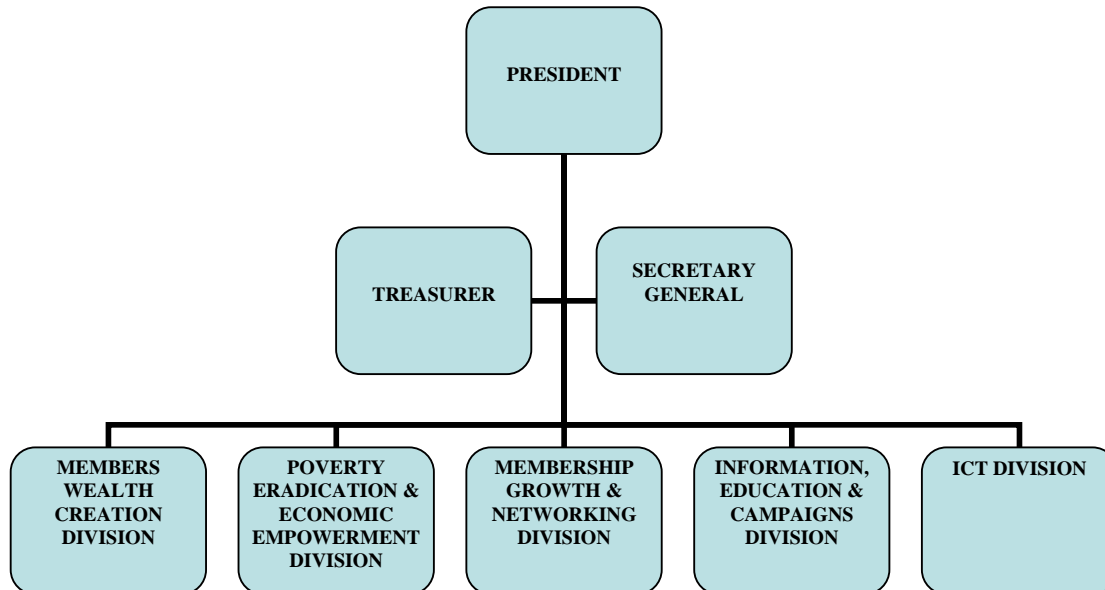 PRESIDENT
TREASURER
SECRETARY
GENERAL
MEMBERS
WEALTH
CREATION
DIVISION
POVERTY
ERADICATION &
ECONOMIC
EMPOWERMENT
DIVISION
MEMBERSHIP
GROWTH &
NETWORKING
DIVISION
INFORMATION,
EDUCATION &
CAMPAIGNS
DIVISION
ICT DIVISION